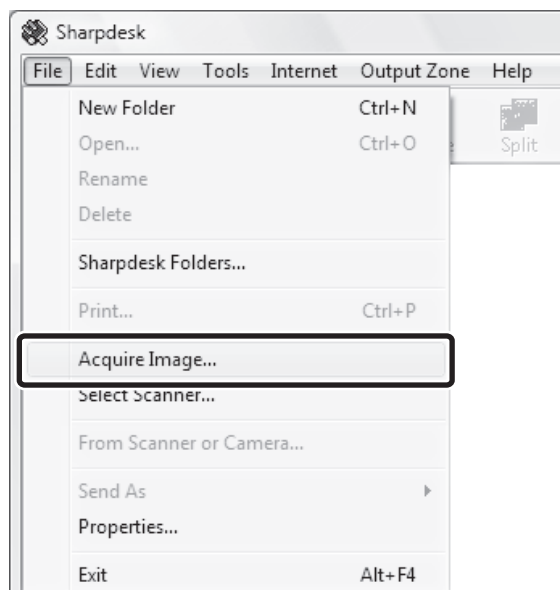 Sharpdesk
File Edit View Tools Internet Output Zone Help
New Folder Ctrl+N
Open... Ctrl+O
Split
Rename
Delete
Sharpdesk Folders...
Print... Ctrl+P
Acquire Image...
Select Scanner...
From Scanner or Camera...
Send As
Properties...
Exit Alt+F4